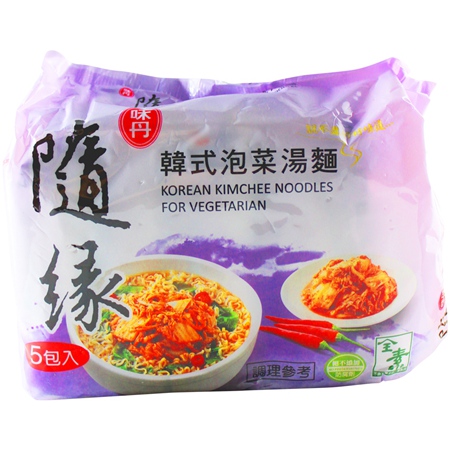 味丹
隨緣
韓式泡菜湯麵
KOREAN KIMCHEE NOODLES
FOR VEGETARIAN
5包入
調理參考
全素